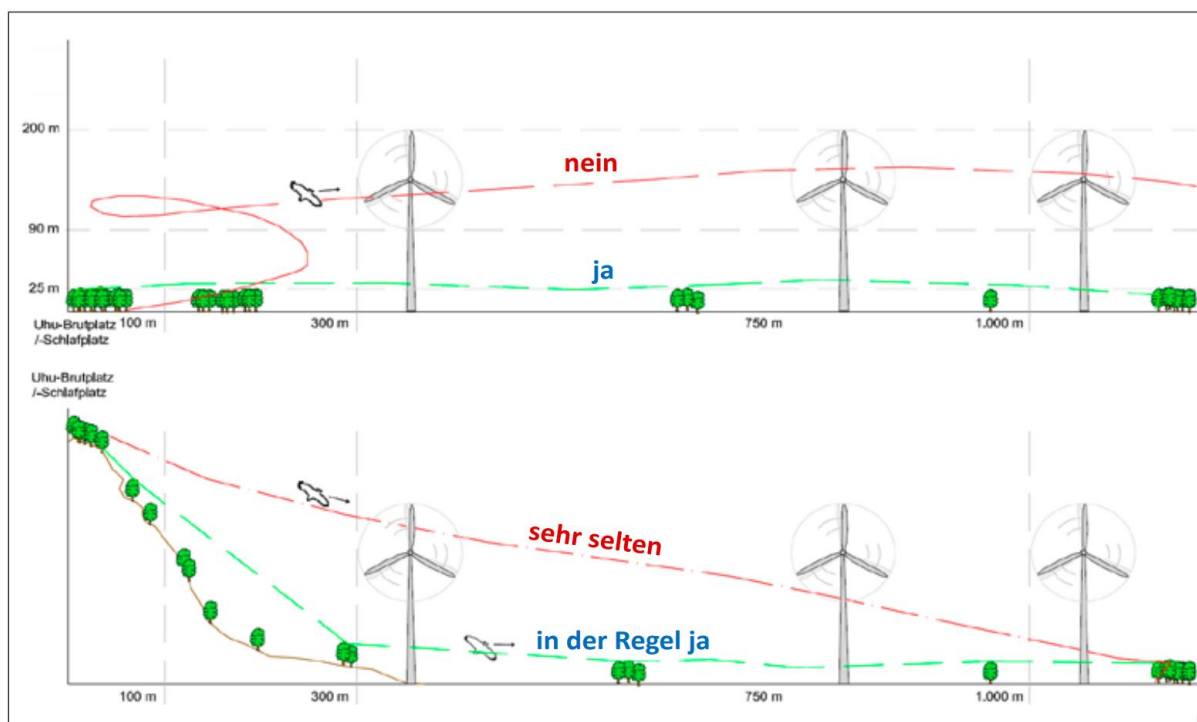 200 m
nein
90 m
ja
25 m
Uhu-Brutplatz
/-Schlafplatz
100 m
300 m
750 m
1.000 m
Uhu-Brutplatz
/-Schlafplatz
sehr selten
in der Regel ja
100 m
300 m
750 m
1.000 m